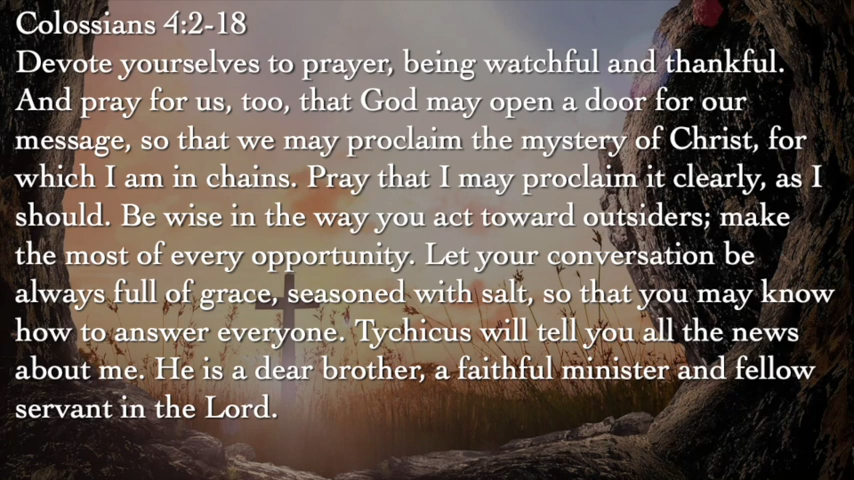 Colossians 4:2-18
Devote yourselves to prayer, being watchful and thankful.
And pray for us, too, that God may open a door for our
message, so that we may proclaim the mystery of Christ, for
which I am in chains. Pray that I may proclaim it clearly, as I
should. Be wise in the way you act toward outsiders; make
the most of every opportunity. Let your conversation be
always full of grace, seasoned with salt, so that you may know
how to answer everyone. Tychicus will tell you all the news
about me. He is a dear brother, a faithful minister and fellow
servant in the Lord.